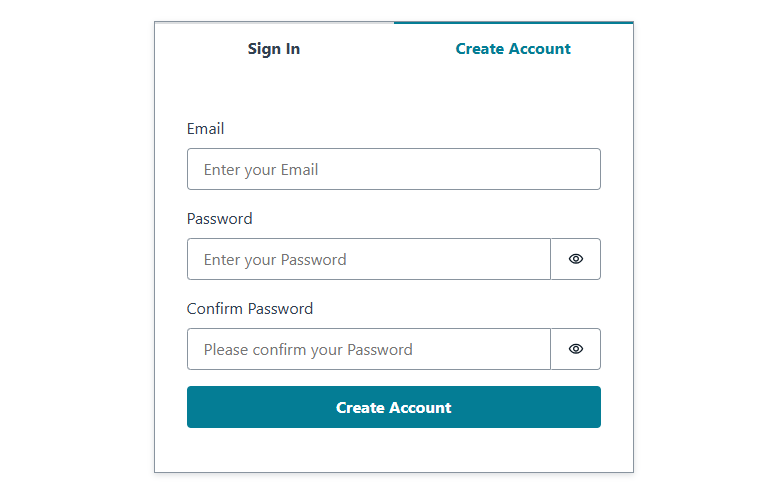 Sign In
Create Account
Email
Enter your Email
Password
Enter your Password
Confirm Password
Please confirm your Password
Create Account